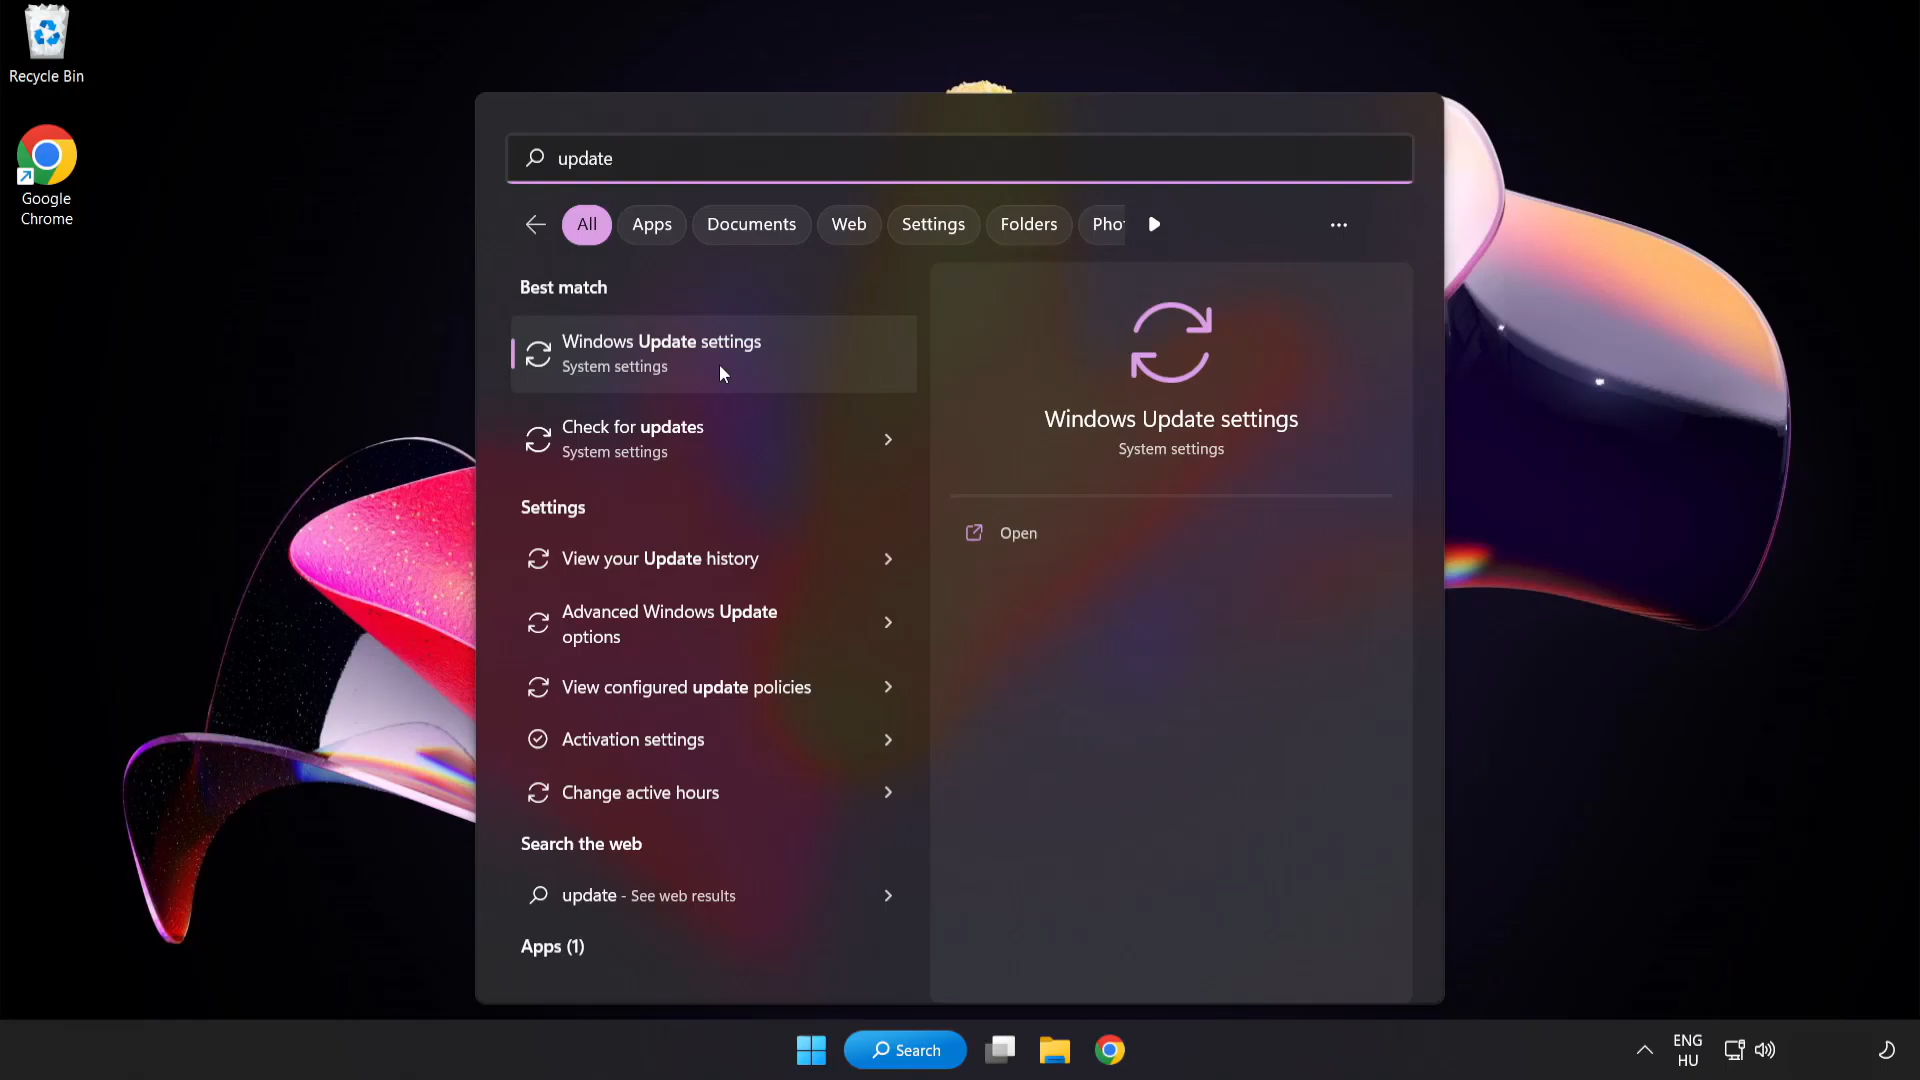 Recycle Bin
Google
Chrome
update
All
Apps
Documents
Web
Settings
Folders
Pho
Best match
Windows Update settings
System settings
Check for updates
System settings
Settings
View your Update history
Advanced Windows Update
options
View configured update policies
Activation settings
Change active hours
Search the web
update - See web results
Apps (1)
Windows Update settings
System settings
Open
Search
ENG
HU